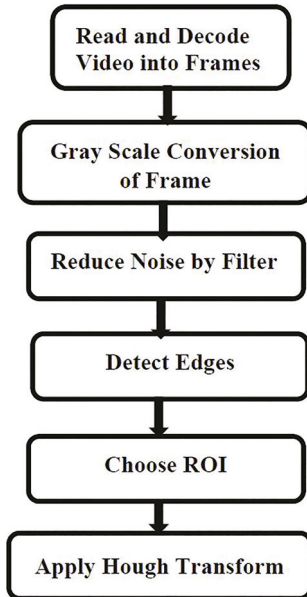 Read and Decode
Video into Frames
Gray Scale Conversion
of Frame
Reduce Noise by Filter
Detect Edges
Choose ROI
Apply Hough Transform